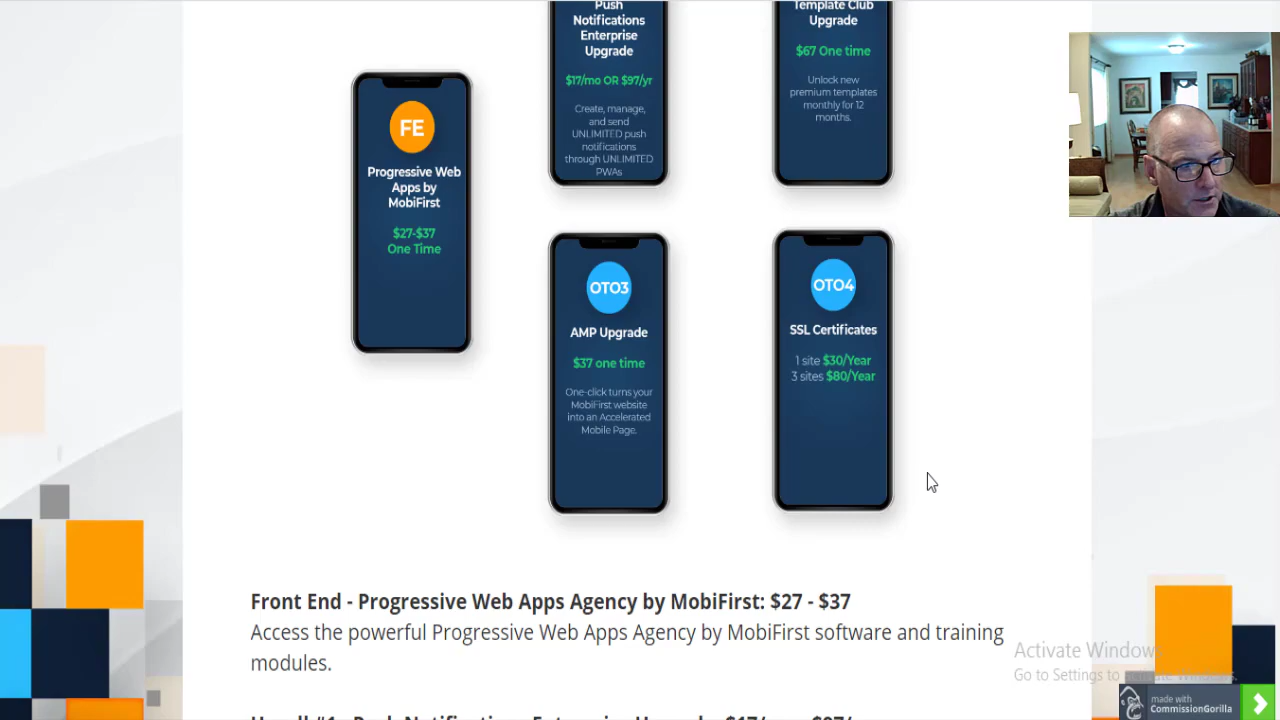 Push
Notifications
Enterprise
Upgrade
$17/mo OR $97/yr
Create, manage,
and send
UNLIMITED push
notifications
through UNLIMITED
PWAs
Template Club
Upgrade
$67 One time
Unlock new
premium templates
monthly for 12
months.
FE
Progressive Web
Apps by
MobiFirst
$27-$37
One Time
OTO3
AMP Upgrade
$37 one time
One-click turns your
MobiFirst website
into an Accelerated
Mobile Page.
OTO4
SSL Certificates
1 site $30/Year
3 sites $80/Year
Front End - Progressive Web Apps Agency by MobiFirst: $27 - $37
Access the powerful Progressive Web Apps Agency by MobiFirst software and training
modules.
Activate Windows
Go to Settings to activate Windows.
made with
CommissionGorilla